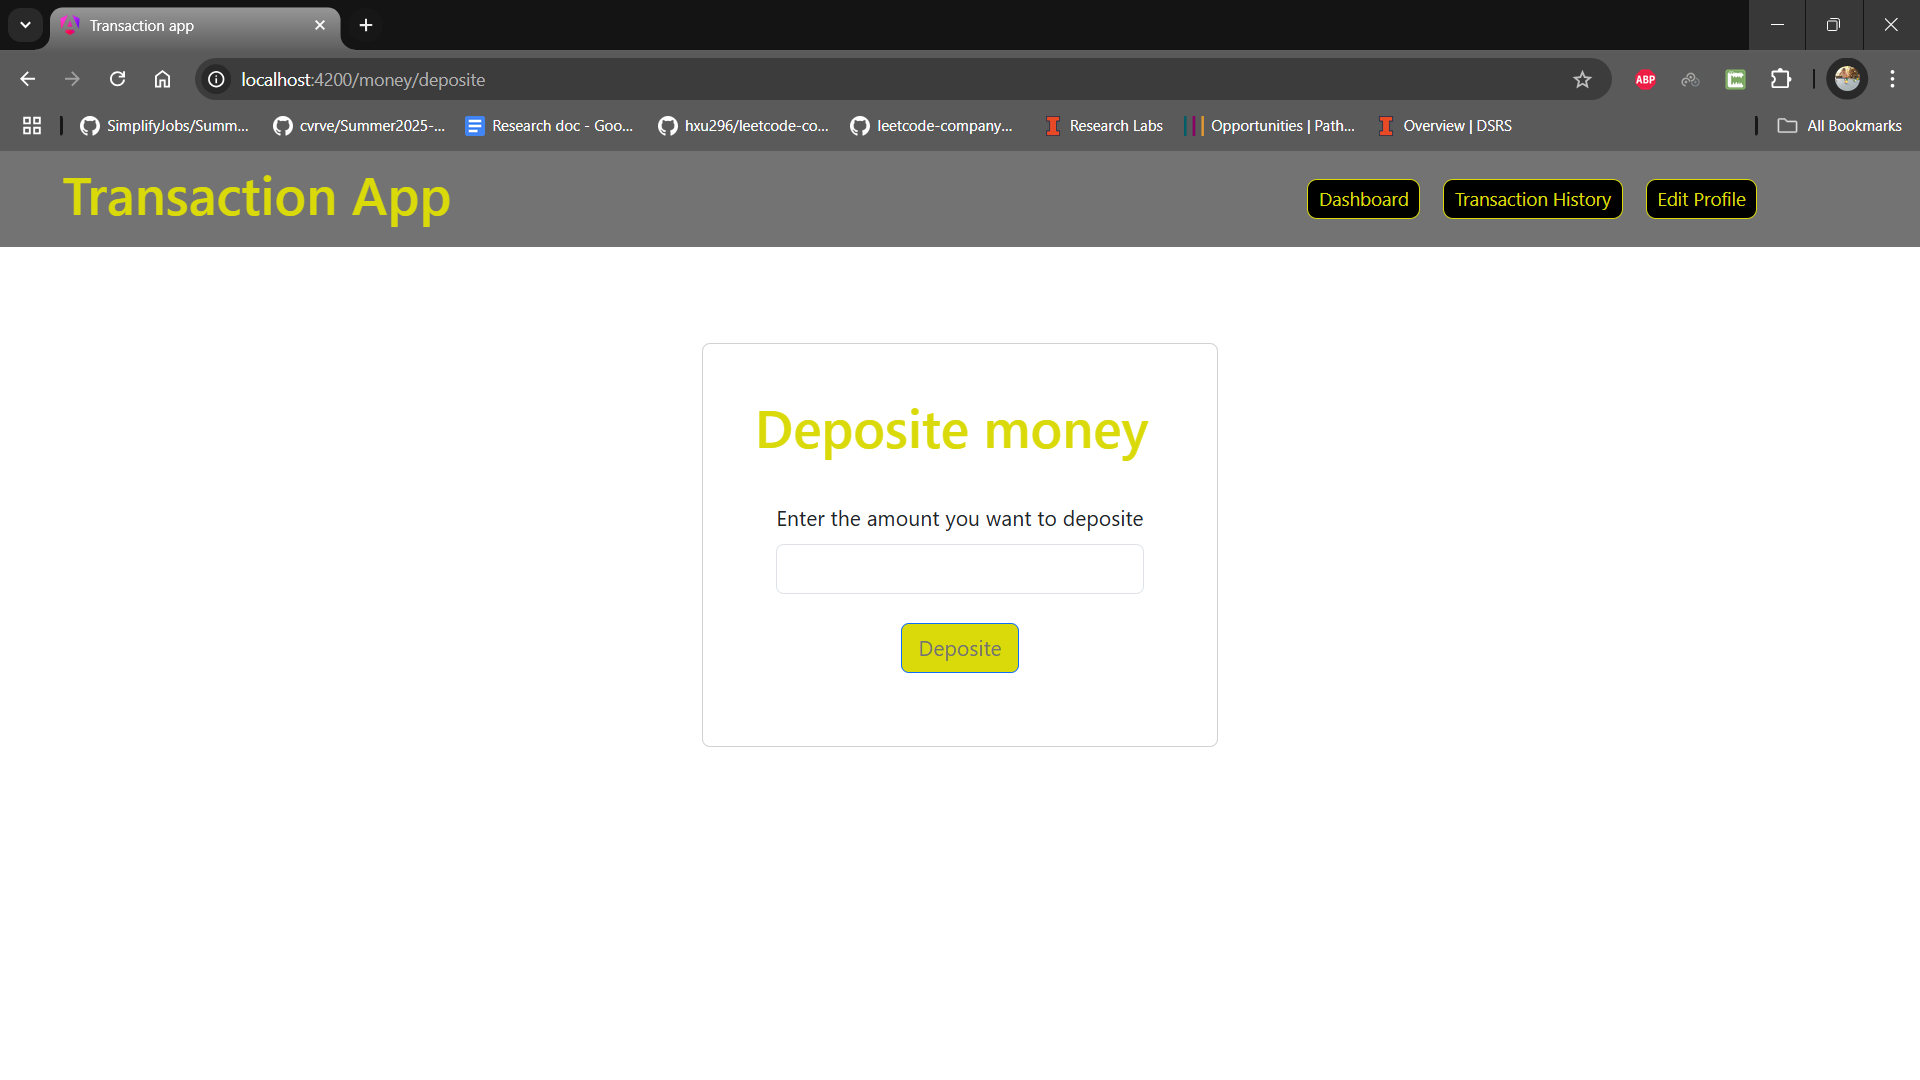 Transaction app
localhost:4200/money/deposite
ABP
SimplifyJobs/Summ... cvrve/Summer2025-... Research doc - Goo... hxu296/leetcode-co... leetcode-company... Research Labs Opportunities | Path... Overview | DSRS All Bookmarks
Transaction App Dashboard Transaction History Edit Profile
Deposite money
Enter the amount you want to deposite
Deposite